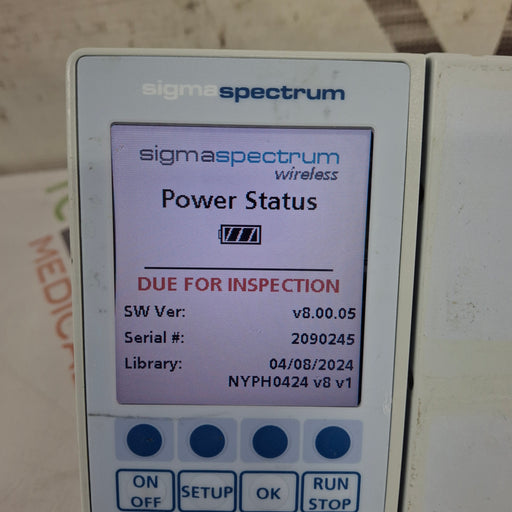 sigmaspectrum
sigmaspectrum
wireless
Power Status
DUE FOR INSPECTION
SW Ver: v8.00.05
Serial #: 2090245
Library: 04/08/2024
NYPH0424 v8 v1
ON
OFF
SETUP
OK
RUN
STOP
MEDICA